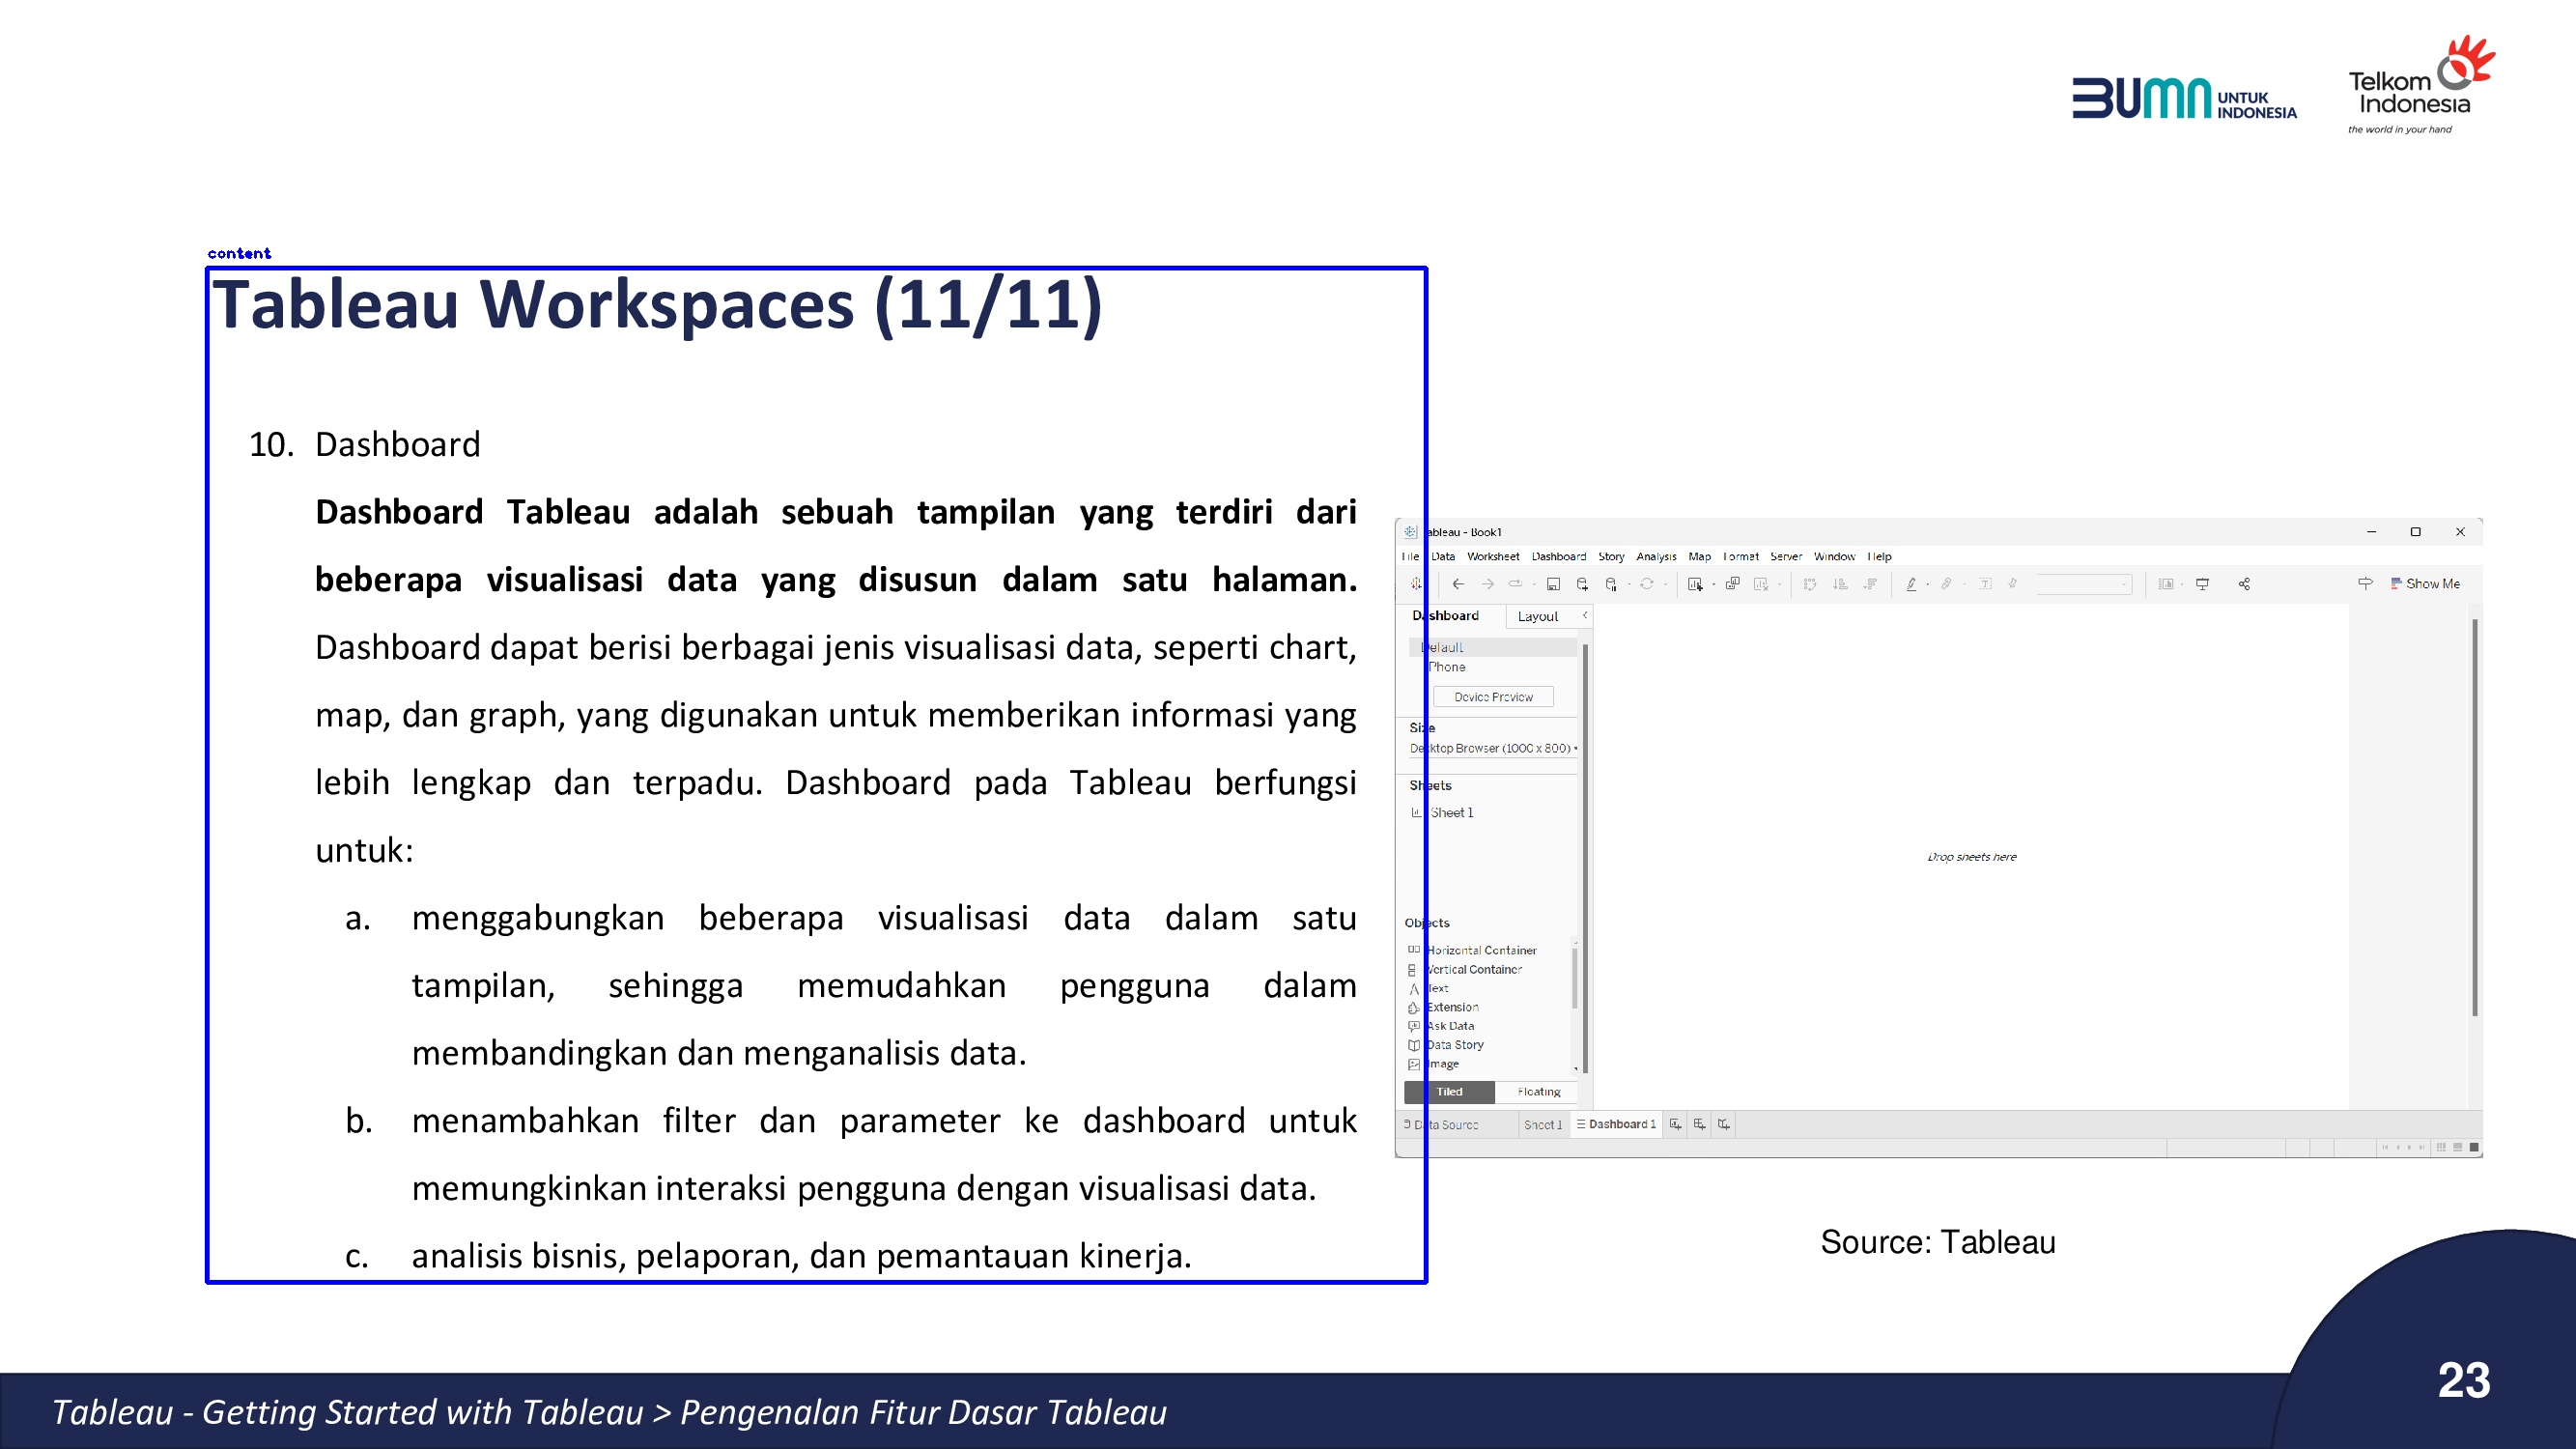 BUMN UNTUK
INDONESIA
Telkom
Indonesia
the world in your hand
content
Tableau Workspaces (11/11)
10. Dashboard
Dashboard Tableau adalah sebuah tampilan yang terdiri dari
beberapa visualisasi data yang disusun dalam satu halaman.
Dashboard dapat berisi berbagai jenis visualisasi data, seperti chart,
map, dan graph, yang digunakan untuk memberikan informasi yang
lebih lengkap dan terpadu. Dashboard pada Tableau berfungsi
untuk:
a. menggabungkan beberapa visualisasi data dalam satu
tampilan, sehingga memudahkan pengguna dalam
membandingkan dan menganalisis data.
b. menambahkan filter dan parameter ke dashboard untuk
memungkinkan interaksi pengguna dengan visualisasi data.
c. analisis bisnis, pelaporan, dan pemantauan kinerja.
Tableau - Book1
File Data Worksheet Dashboard Story Analysis Map Format Server Window Help
Show Me
Dashboard Layout
Default
Phone
Device Preview
Size
Desktop Browser (1000 x 800)
Sheets
Sheet 1
Drop sheets here
Objects
Horizontal Container
Vertical Container
Text
Extension
Ask Data
Data Story
Image
Tiled Floating
Data Source Sheet 1 Dashboard 1
Source: Tableau
Tableau - Getting Started with Tableau > Pengenalan Fitur Dasar Tableau
23